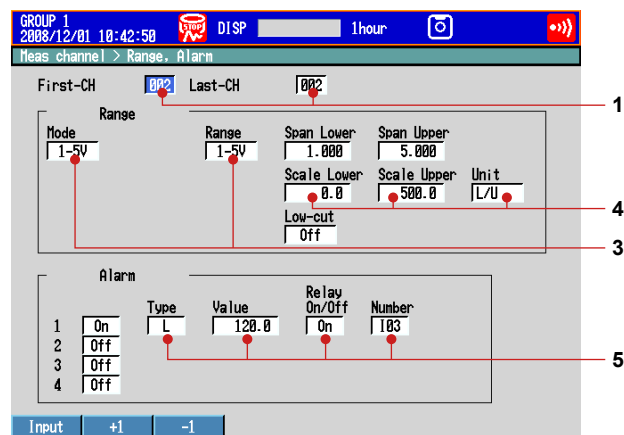 GROUP 1
2008/12/01 10:42:50 STOP DISP 1hour
Meas channel > Range, Alarm
First-CH 002 Last-CH 002
1
Range
Mode Range Span Lower Span Upper
1-5V 1-5V 1.000 5.000
Scale Lower Scale Upper Unit
0.0 500.0 L/U
4
Low-cut
Off
3
Alarm
Type Value Relay On/Off Number
1 On L 120.0 On I03
2 Off
3 Off
4 Off
5
Input +1 -1